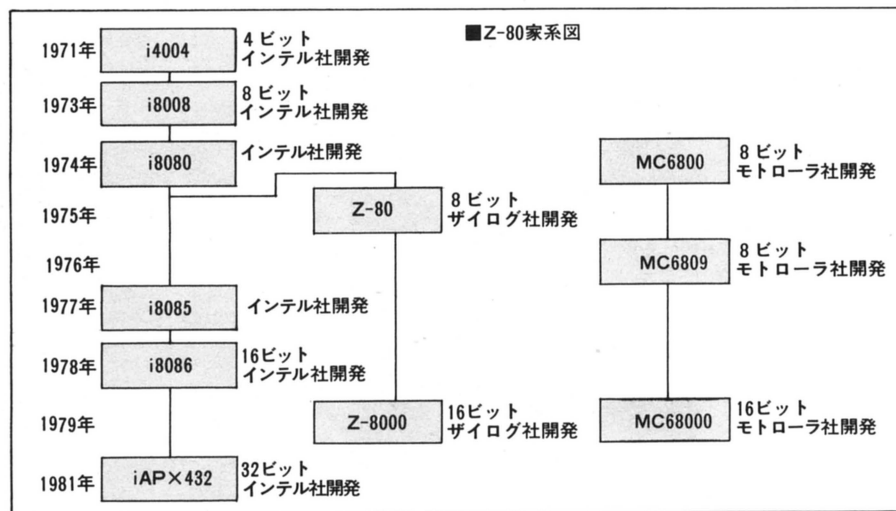 ■Z-80家系図
1971年
i4004
4ビット
インテル社開発
1973年
i8008
8ビット
インテル社開発
1974年
i8080
インテル社開発
MC6800
8ビット
モトローラ社開発
1975年
Z-80
8ビット
ザイログ社開発
1976年
MC6809
8ビット
モトローラ社開発
1977年
i8085
インテル社開発
1978年
i8086
16ビット
インテル社開発
1979年
Z-8000
16ビット
ザイログ社開発
MC68000
16ビット
モトローラ社開発
1981年
iAP×432
32ビット
インテル社開発